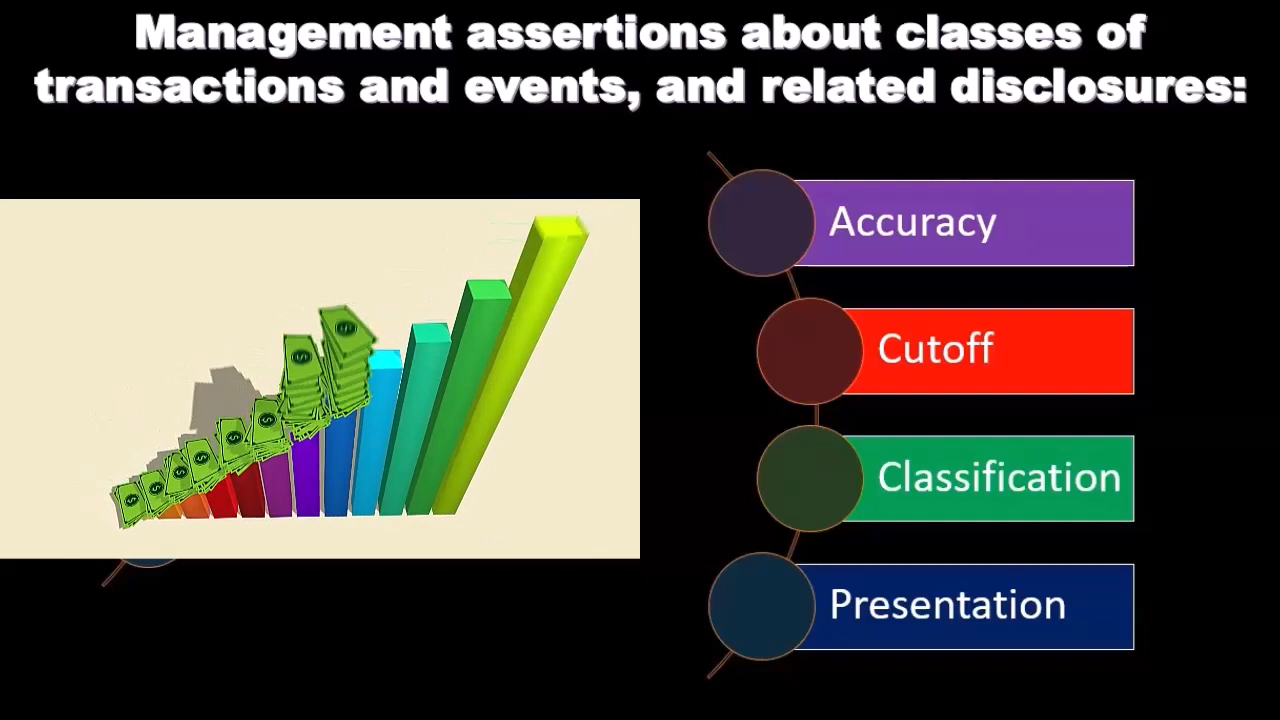 Management assertions about classes of
transactions and events, and related disclosures:
Accuracy
Cutoff
Classification
Presentation